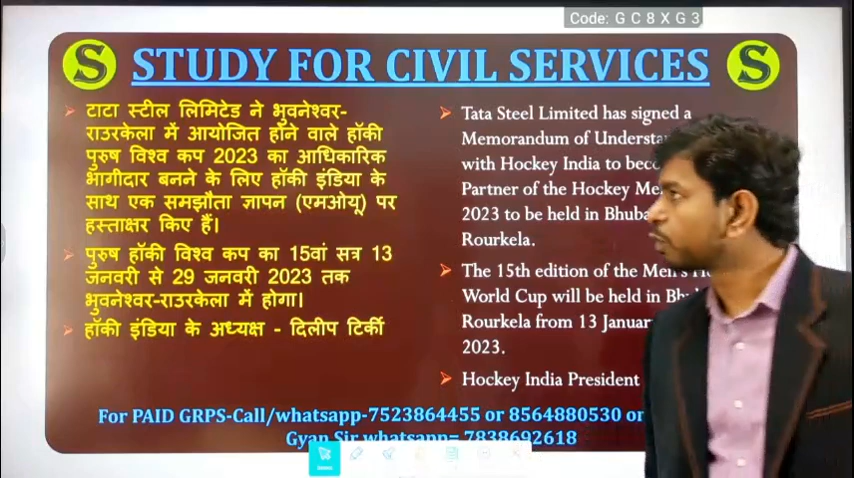 Code: G C 8 X G 3
S STUDY FOR CIVIL SERVICES S
टाटा स्टील लिमिटेड ने भुवनेश्वर-
राउरकेला में आयोजित होने वाले हॉकी
पुरुष विश्व कप 2023 का आधिकारिक
भागीदार बनने के लिए हॉकी इंडिया के
साथ एक समझौता ज्ञापन (एमओयू) पर
हस्ताक्षर किए हैं।
पुरुष हॉकी विश्व कप का 15वां सत्र 13
जनवरी से 29 जनवरी 2023 तक
भुवनेश्वर-राउरकेला में होगा।
हॉकी इंडिया के अध्यक्ष - दिलीप टिर्की
Tata Steel Limited has signed a
Memorandum of
with Hockey India to
Partner of the Hockey
2023 to be held in
Rourkela.
The 15th edition of the Men's
World Cup will be held in
Rourkela from 13
2023.
Hockey India President
For PAID GRPS-Call/whatsapp-7523864455 or 8564880530 or
Gyan Sir whatsapp= 7838692618